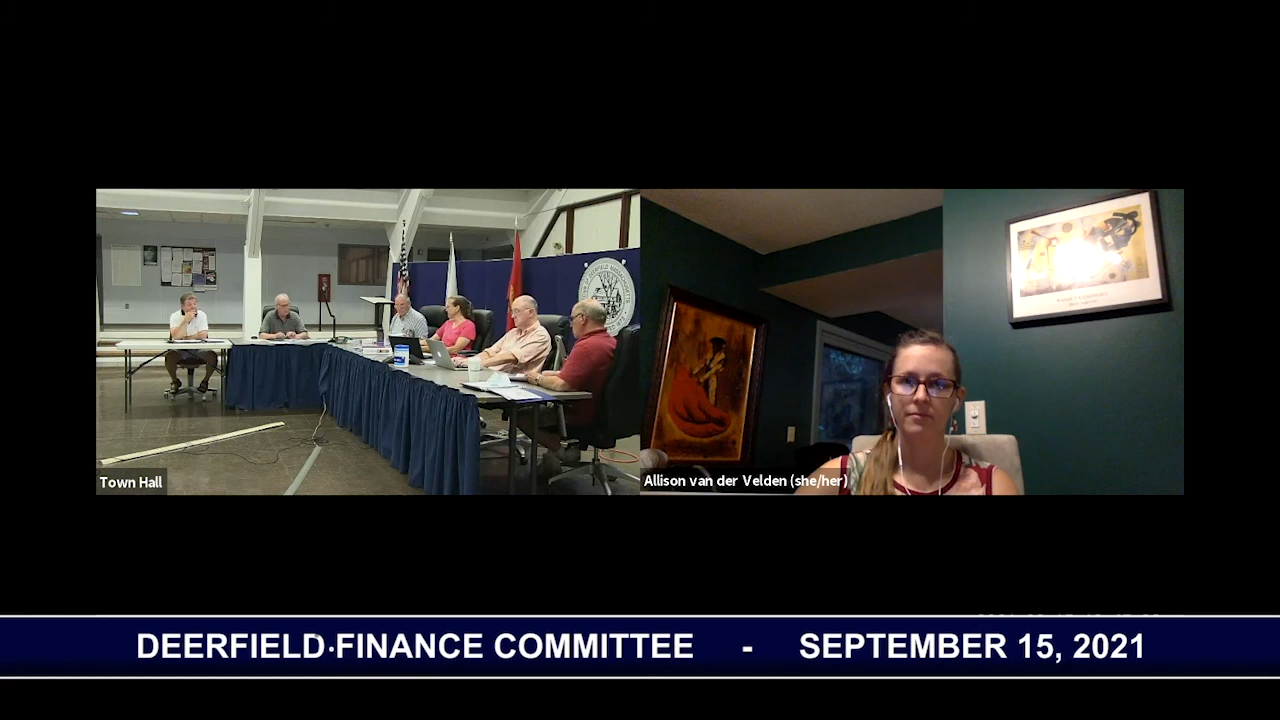 Town Hall
Allison van der Velden (she/her)
DEERFIELD·FINANCE COMMITTEE - SEPTEMBER 15, 2021